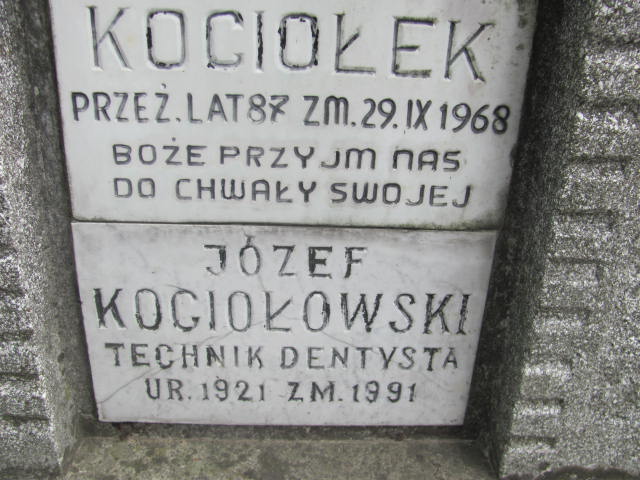 KOCIOŁEK
PRZEŻ. LAT 87 ZM. 29. IX 1968
BOŻE PRZYJM NAS
DO CHWAŁY SWOJEJ
JÓZEF
KOCIOŁOWSKI
TECHNIK DENTYSTA
UR. 1921 ZM. 1991